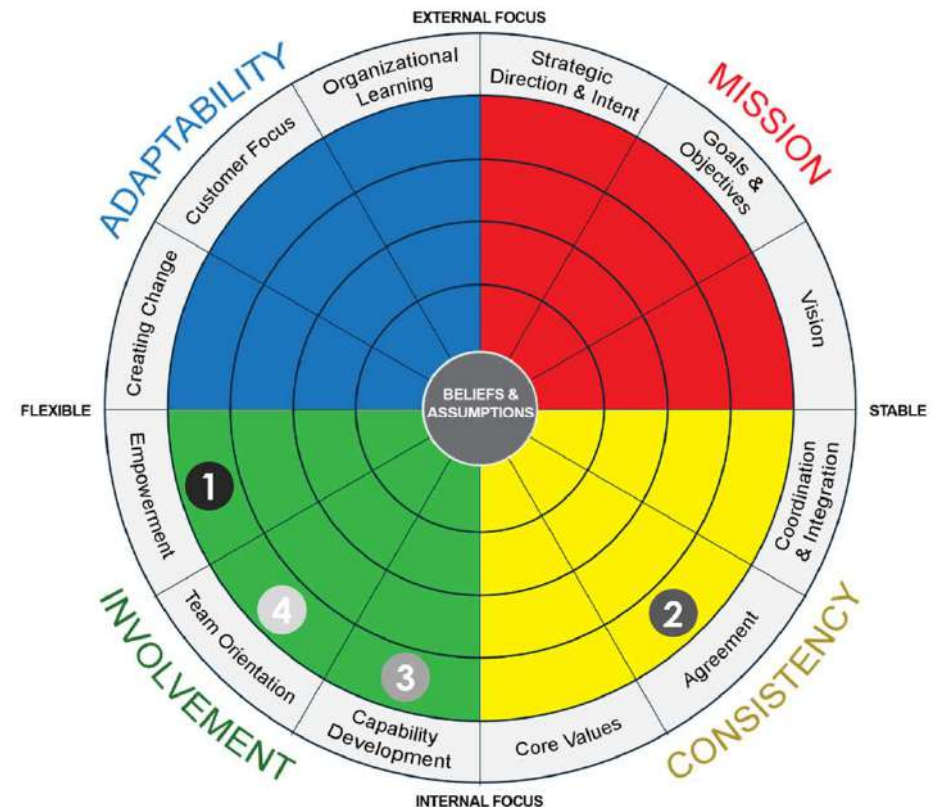 EXTERNAL FOCUS
ADAPTABILITY
Organizational
Learning
Strategic
Direction & Intent
MISSION
Customer Focus
Goals &
Objectives
Creating Change
Vision
BELIEFS &
ASSUMPTIONS
FLEXIBLE
STABLE
Empowerment
1
Coordination
& Integration
Team Orientation
4
2
Agreement
INVOLVEMENT
3
Capability
Development
Core Values
CONSISTENCY
INTERNAL FOCUS